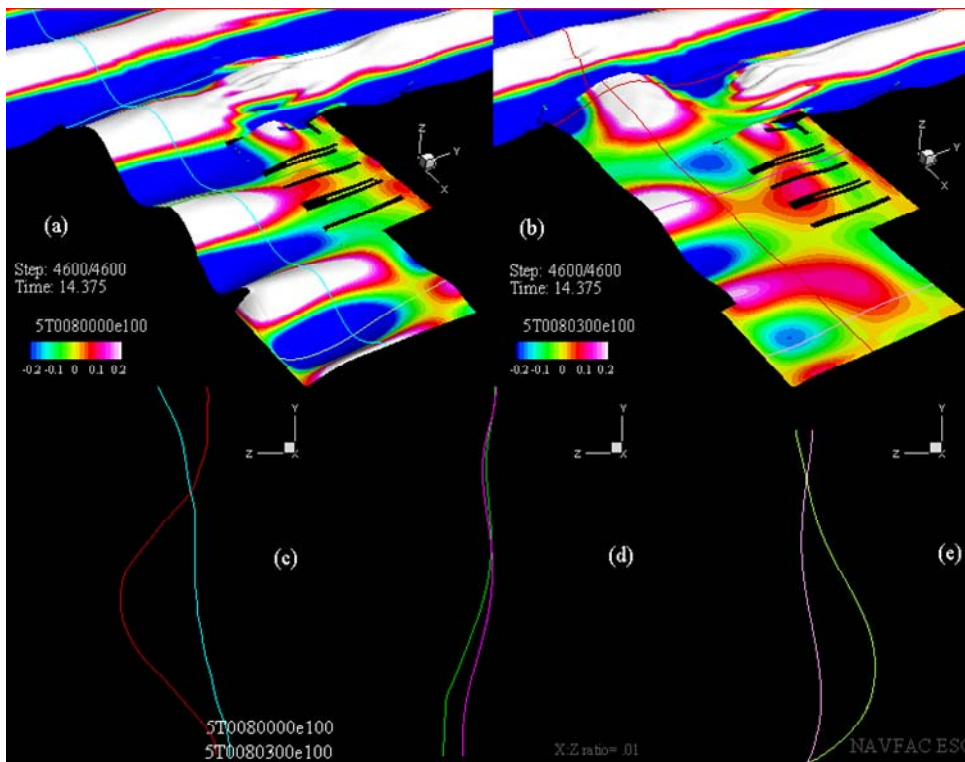 Z
Y
X
Z
Y
X
(a)
(b)
Step: 4600/4600
Time: 14.375
Step: 4600/4600
Time: 14.375
5T0080000e100
5T0080300e100
-0.2 -0.1 0 0.1 0.2
-0.2 -0.1 0 0.1 0.2
Y
Z
X
Y
Z
X
Y
Z
X
(c)
(d)
(e)
5T0080000e100
5T0080300e100
X:Z ratio= .01
NAVFAC ESC